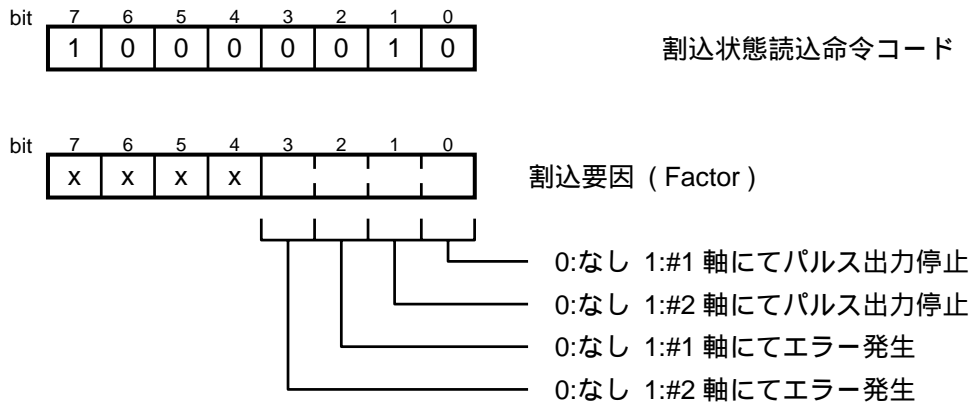 bit 7 6 5 4 3 2 1 0
1 0 0 0 0 0 1 0 割込状態読込命令コード
bit 7 6 5 4 3 2 1 0
x x x x 割込要因 ( Factor )
0:なし 1:#1 軸にてパルス出力停止
0:なし 1:#2 軸にてパルス出力停止
0:なし 1:#1 軸にてエラー発生
0:なし 1:#2 軸にてエラー発生